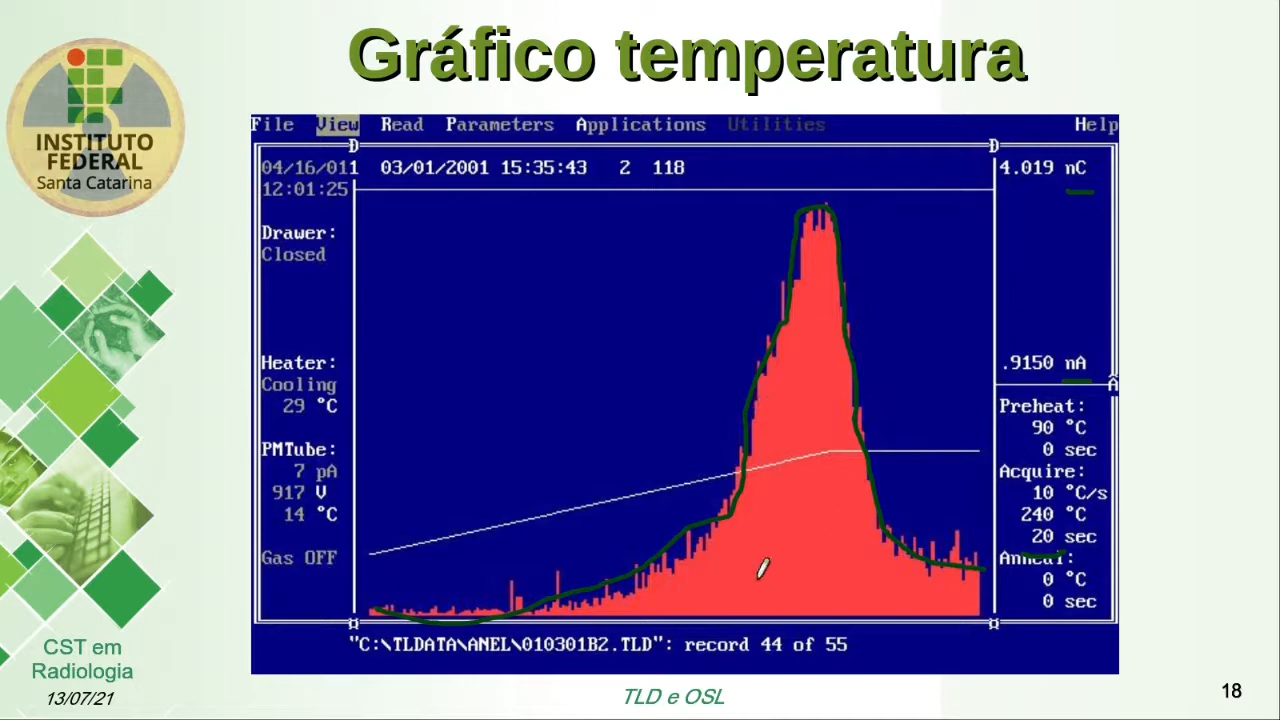 Gráfico temperatura
INSTITUTO
FEDERAL
Santa Catarina
File View Read Parameters Applications Utilities Help
04/16/011 03/01/2001 15:35:43 2 118 4.019 nC
12:01:25
Drawer:
Closed
Heater:
Cooling
29 °C
PMTube:
7 pA
917 V
14 °C
Gas OFF
.9150 nA
Preheat:
90 °C
0 sec
Acquire:
10 °C/s
240 °C
20 sec
Anneal:
0 °C
0 sec
"C:\TLDATA\ANEL\010301B2.TLD": record 44 of 55
CST em
Radiologia
13/07/21
TLD e OSL
18